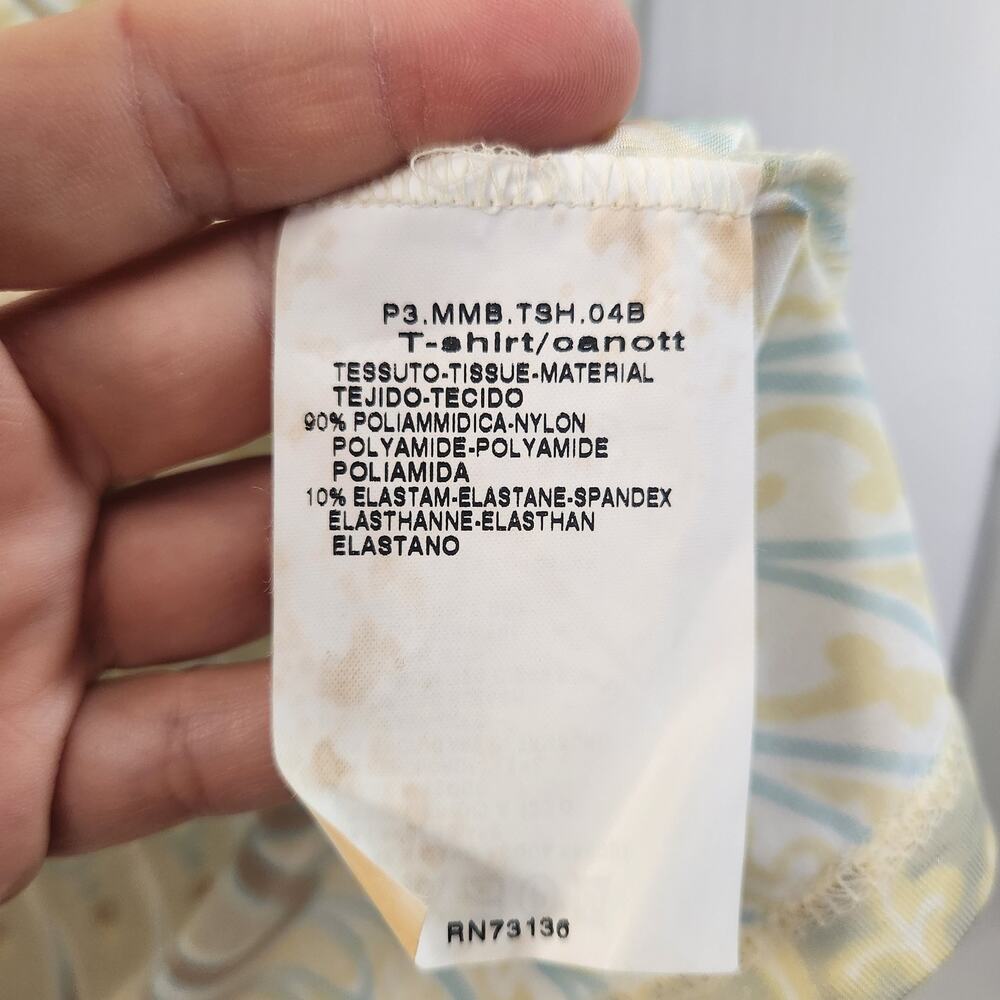 P3.MMB.TSH.04B
T-shirt/canott
TESSUTO-TISSUE-MATERIAL
TEJIDO-TECIDO
90% POLIAMMIDICA-NYLON
POLYAMIDE-POLYAMIDE
POLIAMIDA
10% ELASTAM-ELASTANE-SPANDEX
ELASTHANNE-ELASTHAN
ELASTANO
RN73136